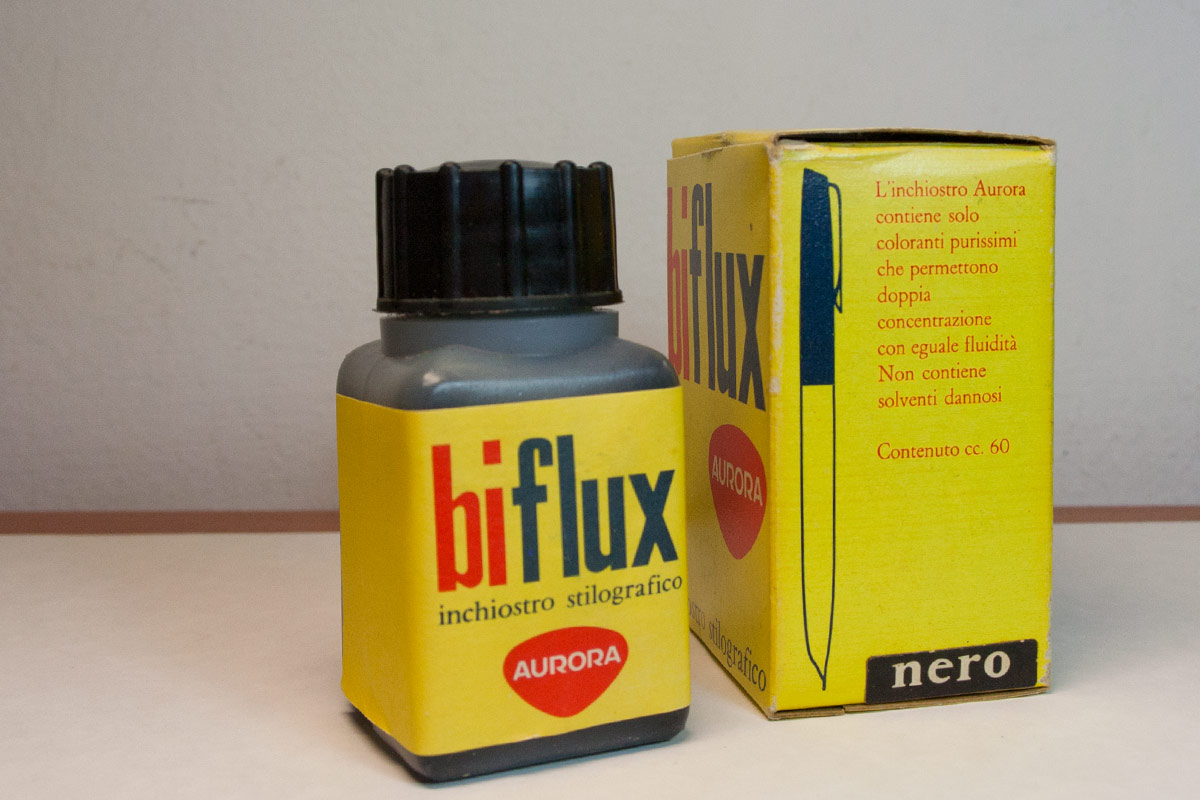 biflux
inchiostro stilografico
AURORA
biflux
AURORA
stilografico
L'inchiostro Aurora
contiene solo
coloranti purissimi
che permettono
doppia
concentrazione
con eguale fluidità
Non contiene
solventi dannosi
Contenuto cc. 60
nero